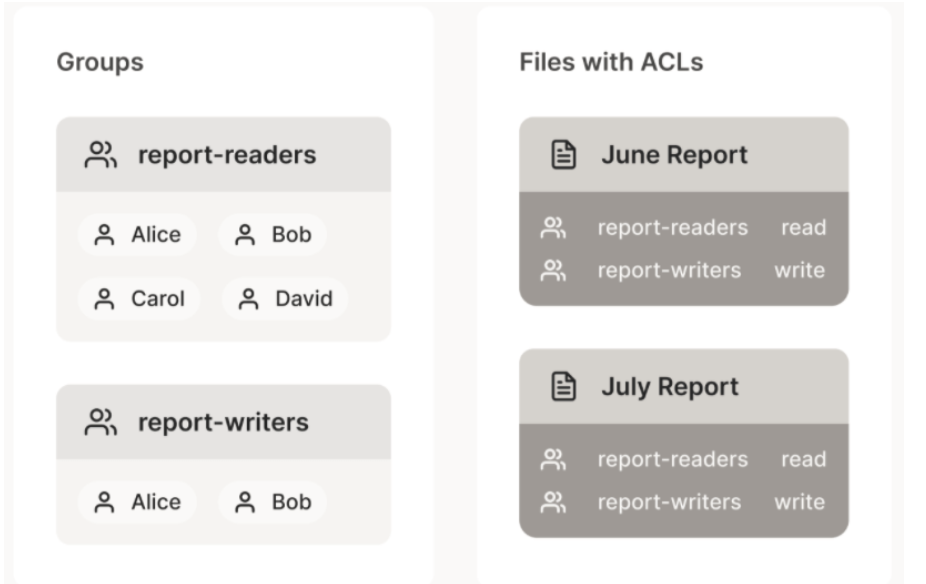 Groups
report-readers
Alice Bob
Carol David
report-writers
Alice Bob
Files with ACLs
June Report
report-readers read
report-writers write
July Report
report-readers read
report-writers write